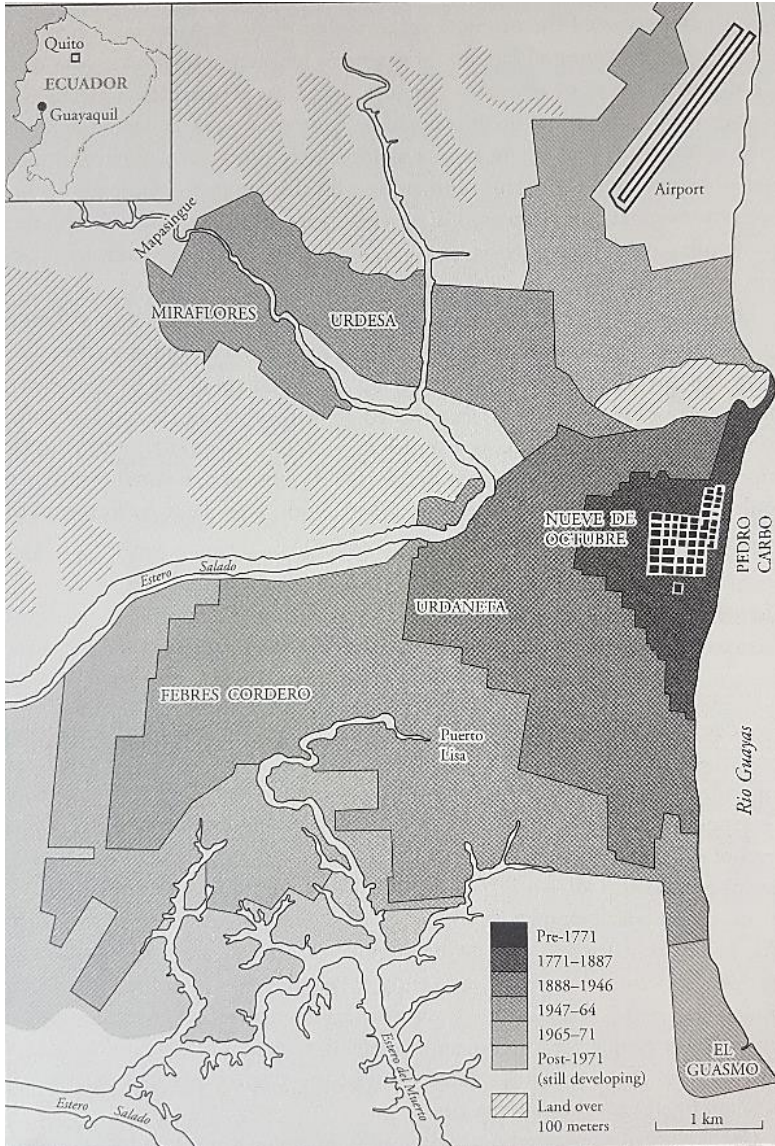 Quito
ECUADOR
Guayaquil
Airport
Mapasingue
MIRAFLORES
URDESA
NUEVE DE
OCTUBRE
PEDRO
CARBO
Estero Salado
URDANETA
FEBRES CORDERO
Puerto
Lisa
Rio Guayas
Pre-1771
1771–1887
1888–1946
1947–64
1965–71
Post-1971
(still developing)
Land over
100 meters
EL
GUASMO
1 km
Estero del Muerto
Estero Salado